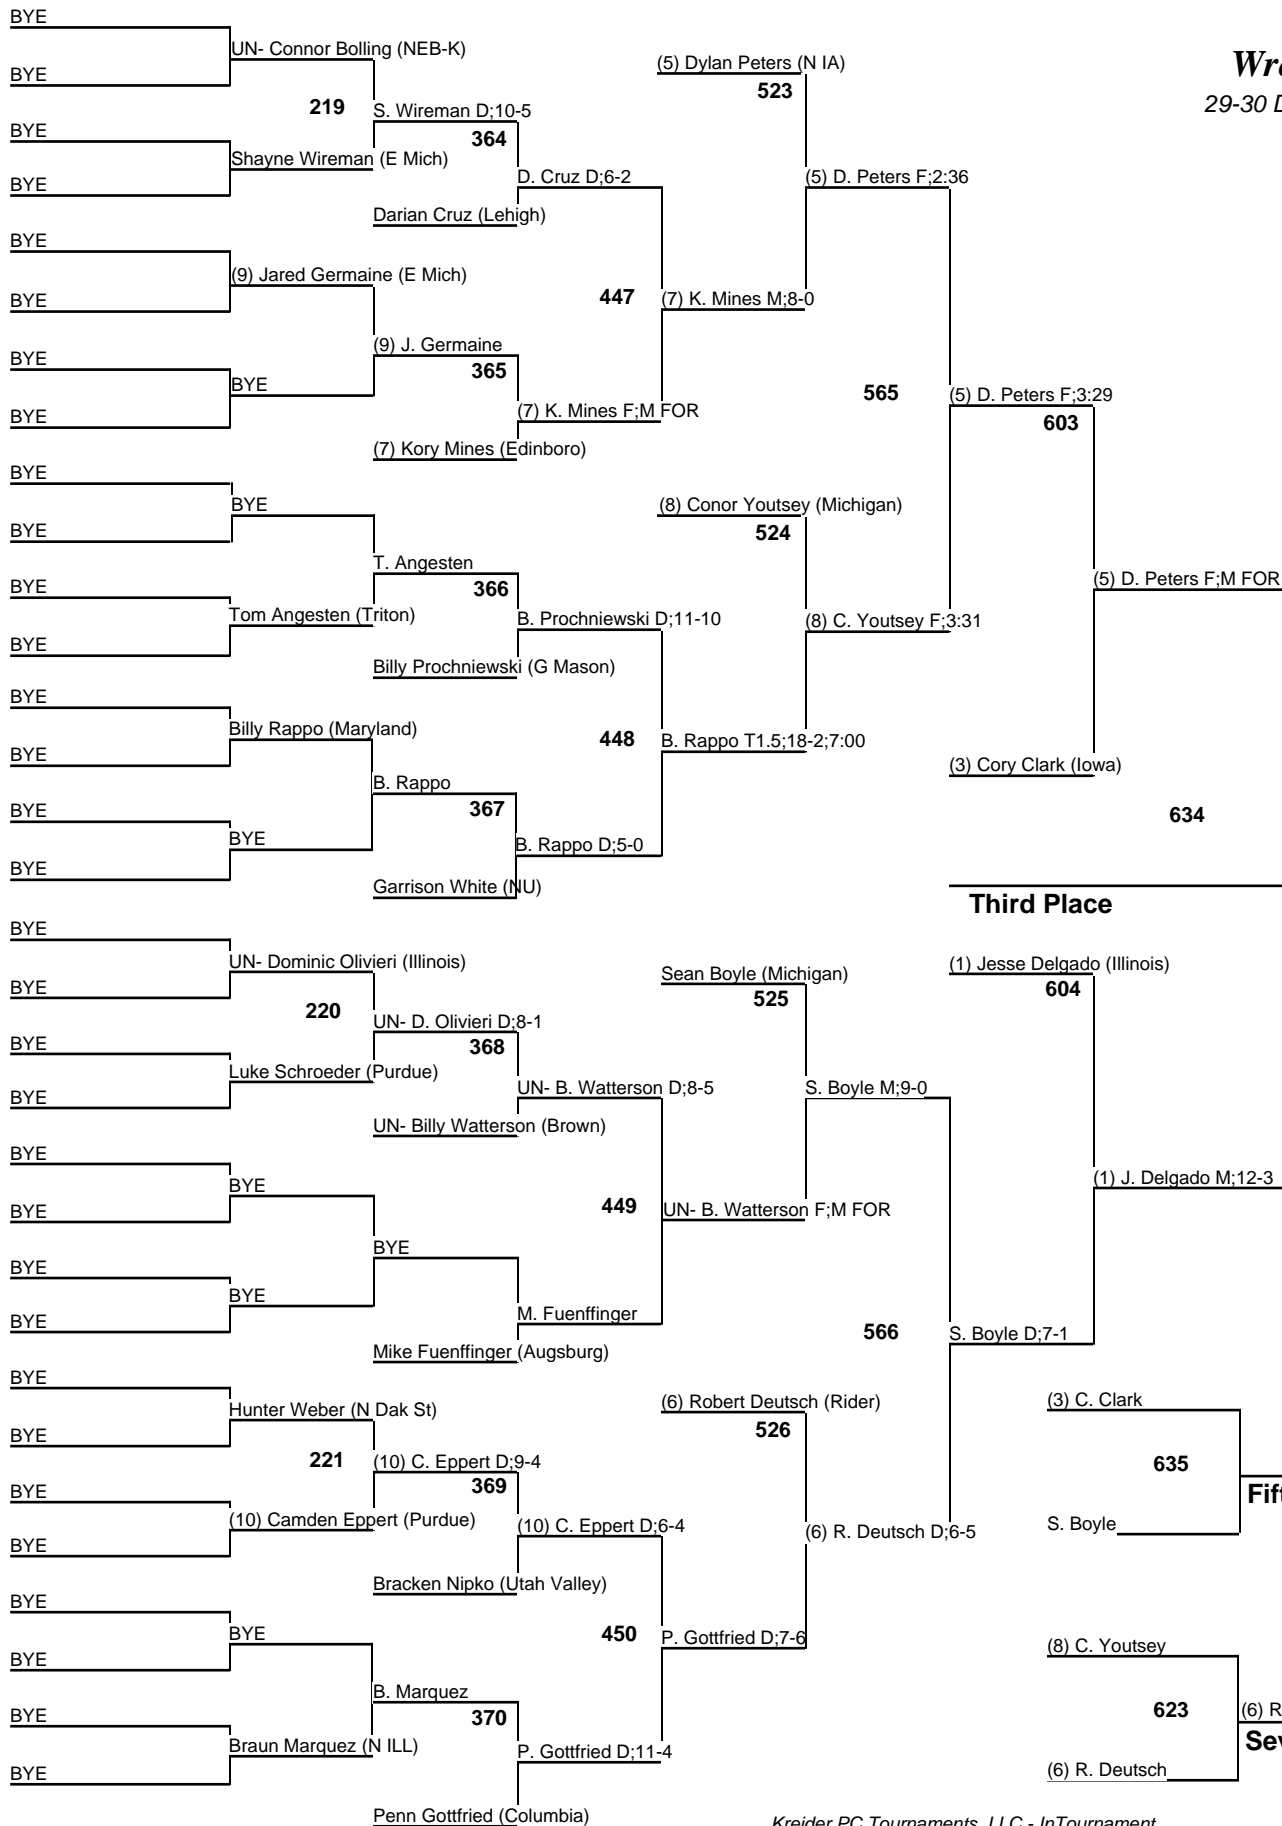 BYE
UN- Connor Bolling (NEB-K)
(5) Dylan Peters (N IA)
Wre
BYE
523
29-30 D
219
S. Wireman D;10-5
BYE
364
Shayne Wireman (E Mich)
D. Cruz D;6-2
(5) D. Peters F;2:36
BYE
Darian Cruz (Lehigh)
BYE
(9) Jared Germaine (E Mich)
BYE
447
(7) K. Mines M;8-0
(9) J. Germaine
BYE
365
BYE
565
(5) D. Peters F;3:29
BYE
(7) K. Mines F;M FOR
603
(7) Kory Mines (Edinboro)
BYE
BYE
(8) Conor Youtsey (Michigan)
BYE
524
T. Angesten
(5) D. Peters F;M FOR
BYE
366
Tom Angesten (Triton)
B. Prochniewski D;11-10
(8) C. Youtsey F;3:31
BYE
Billy Prochniewski (G Mason)
BYE
Billy Rappo (Maryland)
448
B. Rappo T1.5;18-2;7:00
BYE
(3) Cory Clark (Iowa)
B. Rappo
BYE
367
634
BYE
B. Rappo D;5-0
BYE
Garrison White (NU)
Third Place
BYE
UN- Dominic Olivieri (Illinois)
Sean Boyle (Michigan)
(1) Jesse Delgado (Illinois)
BYE
525
604
220
UN- D. Olivieri D;8-1
BYE
368
Luke Schroeder (Purdue)
UN- B. Watterson D;8-5
S. Boyle M;9-0
BYE
UN- Billy Watterson (Brown)
BYE
BYE
(1) J. Delgado M;12-3
BYE
449
UN- B. Watterson F;M FOR
BYE
BYE
BYE
M. Fuenffinger
BYE
566
S. Boyle D;7-1
Mike Fuenffinger (Augsburg)
BYE
Hunter Weber (N Dak St)
(6) Robert Deutsch (Rider)
(3) C. Clark
BYE
526
221
(10) C. Eppert D;9-4
635
BYE
369
Fift
(10) Camden Eppert (Purdue)
(10) C. Eppert D;6-4
(6) R. Deutsch D;6-5
S. Boyle
BYE
Bracken Nipko (Utah Valley)
BYE
BYE
450
P. Gottfried D;7-6
(8) C. Youtsey
BYE
B. Marquez
BYE
370
623
(6) R
Braun Marquez (N ILL)
P. Gottfried D;11-4
Sev
BYE
(6) R. Deutsch
Penn Gottfried (Columbia)
Kreider PC Tournaments, LLC - InTournament